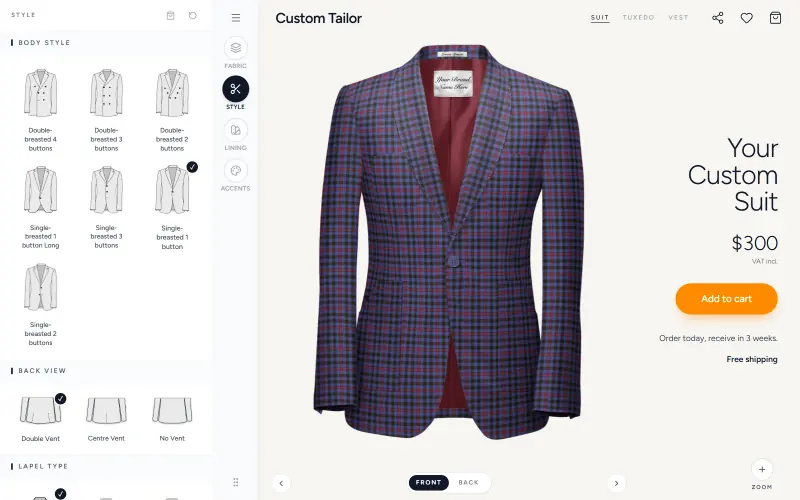 STYLE
BODY STYLE
Double-
breasted 4
buttons
Double-
breasted 3
buttons
Double-
breasted 2
buttons
Single-
breasted 1
button Long
Single-
breasted 3
buttons
Single-
breasted 1
button
Single-
breasted 2
buttons
BACK VIEW
Double Vent
Centre Vent
No Vent
LAPEL TYPE
FABRIC
STYLE
LINING
ACCENTS
Custom Tailor
SUIT
TUXEDO
VEST
Your Brand
Name Here
Your
Custom
Suit
$300
VAT incl.
Add to cart
Order today, receive in 3 weeks.
Free shipping
FRONT
BACK
ZOOM